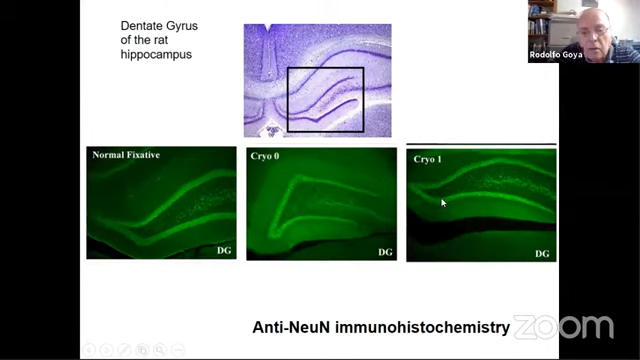 Dentate Gyrus
of the rat
hippocampus
Rodolfo Goya
Normal Fixative
DG
Cryo 0
DG
Cryo 1
DG
Anti-NeuN immunohistochemistry
zoom